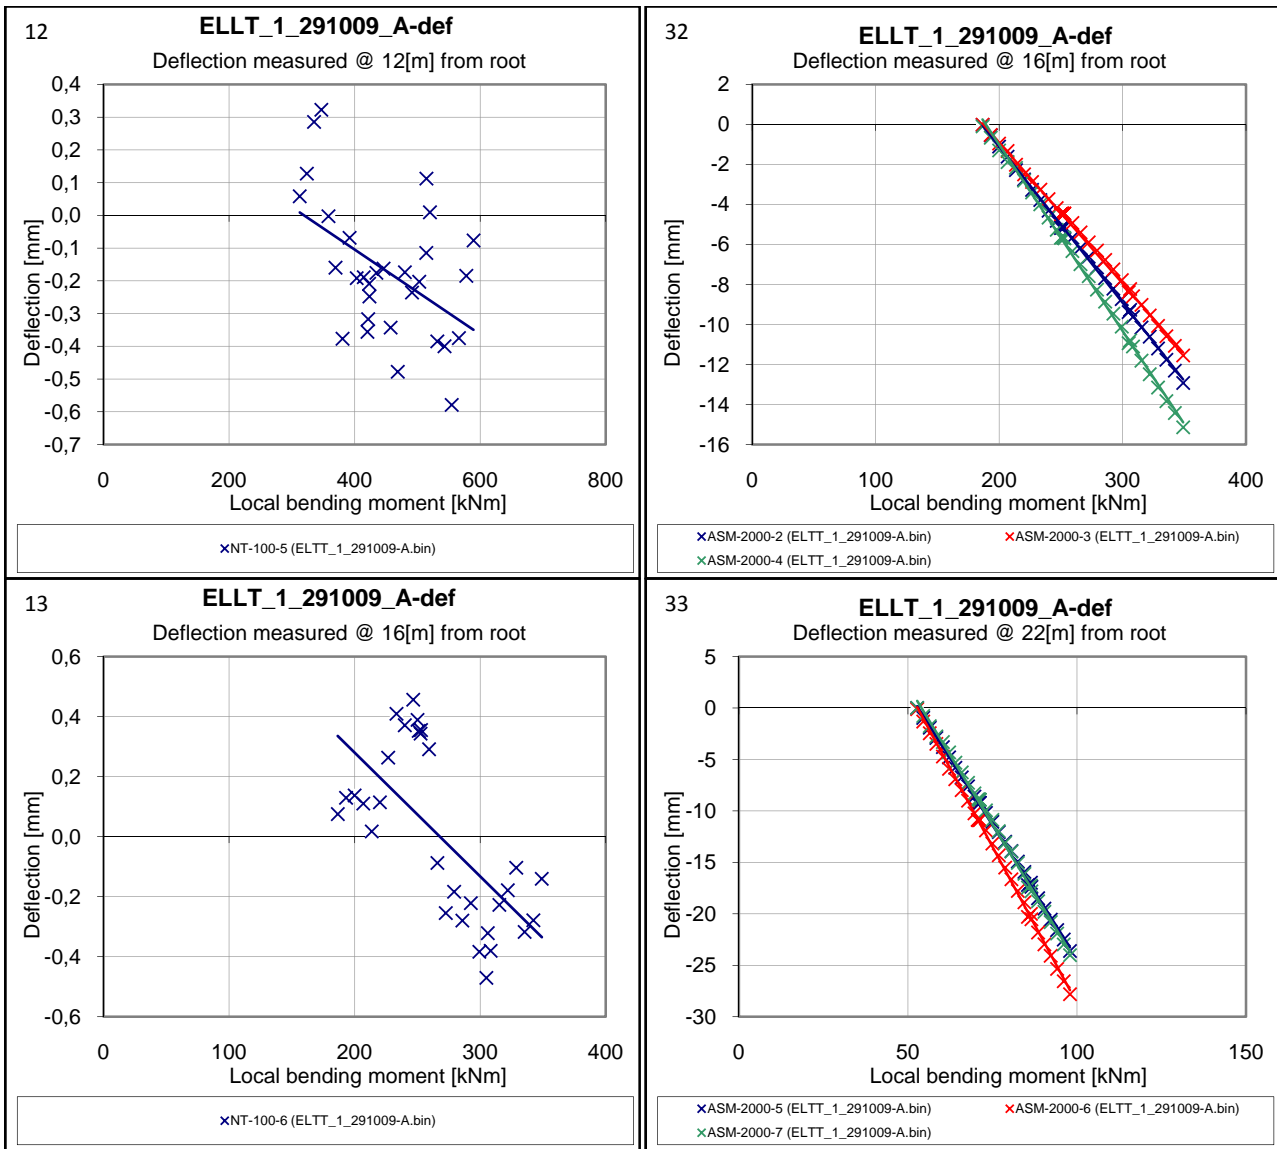 12
ELLT_1_291009_A-def
Deflection measured @ 12[m] from root
0,4
0,3
0,2
0,1
0,0
-0,1
-0,2
-0,3
-0,4
-0,5
-0,6
-0,7
Deflection [mm]
0 200 400 600 800
Local bending moment [kNm]
NT-100-5 (ELTT_1_291009-A.bin)
32
ELLT_1_291009_A-def
Deflection measured @ 16[m] from root
2
0
-2
-4
-6
-8
-10
-12
-14
-16
Deflection [mm]
0 100 200 300 400
Local bending moment [kNm]
ASM-2000-2 (ELTT_1_291009-A.bin) ASM-2000-3 (ELTT_1_291009-A.bin)
ASM-2000-4 (ELTT_1_291009-A.bin)
13
ELLT_1_291009_A-def
Deflection measured @ 16[m] from root
0,6
0,4
0,2
0,0
-0,2
-0,4
-0,6
Deflection [mm]
0 100 200 300 400
Local bending moment [kNm]
NT-100-6 (ELTT_1_291009-A.bin)
33
ELLT_1_291009_A-def
Deflection measured @ 22[m] from root
5
0
-5
-10
-15
-20
-25
-30
Deflection [mm]
0 50 100 150
Local bending moment [kNm]
ASM-2000-5 (ELTT_1_291009-A.bin) ASM-2000-6 (ELTT_1_291009-A.bin)
ASM-2000-7 (ELTT_1_291009-A.bin)